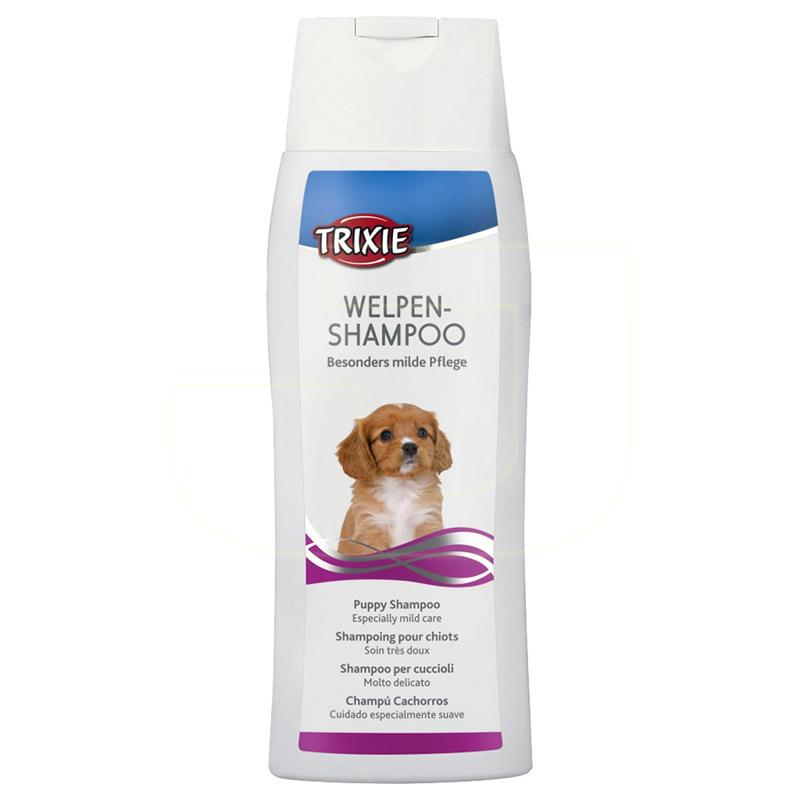 TRIXIE
WELPEN-
SHAMPOO
Besonders milde Pflege
Puppy Shampoo
Especially mild care
Shampoing pour chiots
Soin très doux
Shampoo per cuccioli
Molto delicato
Champú Cachorros
Cuidado especialmente suave